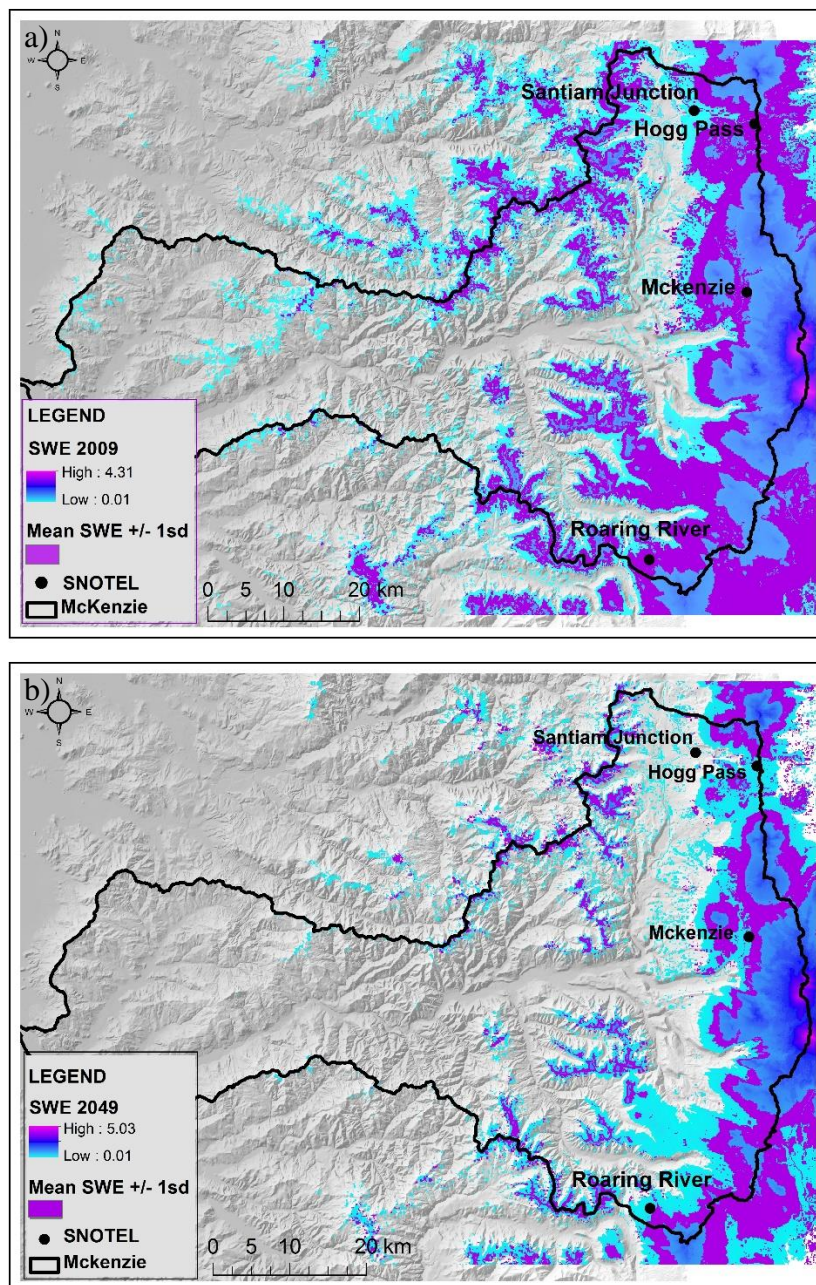 a)
N
W E
S
Santiam Junction
Hogg Pass
Mckenzie
Roaring River
LEGEND
SWE 2009
High : 4.31
Low : 0.01
Mean SWE +/- 1sd
SNOTEL
McKenzie
0 5 10 20 km
b)
N
W E
S
Santiam Junction
Hogg Pass
Mckenzie
Roaring River
LEGEND
SWE 2049
High : 5.03
Low : 0.01
Mean SWE +/- 1sd
SNOTEL
Mckenzie
0 5 10 20 km